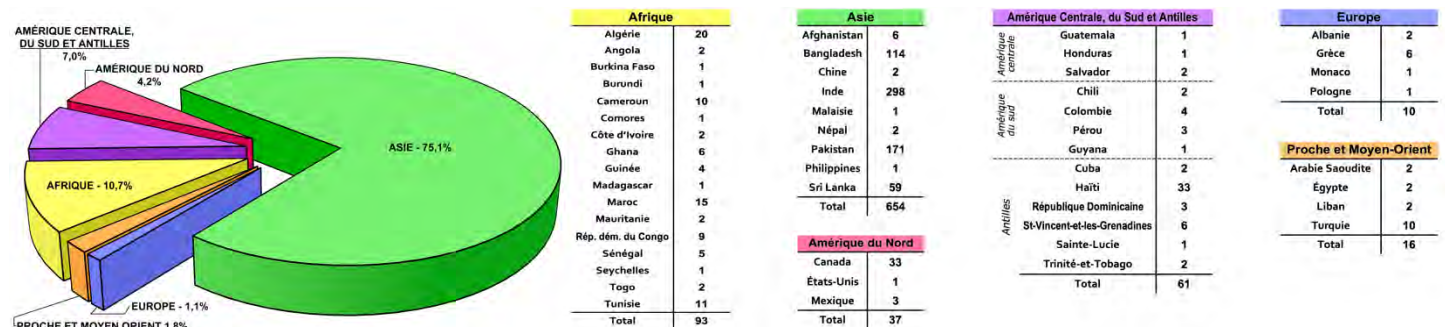 AMÉRIQUE CENTRALE,
DU SUD ET ANTILLES
7,0%
AMÉRIQUE DU NORD
4,2%
ASIE - 75,1%
AFRIQUE - 10,7%
EUROPE - 1,1%
PROCHE ET MOYEN ORIENT 1,8%
Afrique
Algérie 20
Angola 2
Burkina Faso 1
Burundi 1
Cameroun 10
Comores 1
Côte d'Ivoire 2
Ghana 6
Guinée 4
Madagascar 1
Maroc 15
Mauritanie 2
Rép. dém. du Congo 9
Sénégal 5
Seychelles 1
Togo 2
Tunisie 11
Total 93
Asie
Afghanistan 6
Bangladesh 114
Chine 2
Inde 298
Malaisie 1
Népal 2
Pakistan 171
Philippines 1
Sri Lanka 59
Total 654
Amérique du Nord
Canada 33
États-Unis 1
Mexique 3
Total 37
Amérique Centrale, du Sud et Antilles
Amérique
centrale
Guatemala 1
Honduras 1
Salvador 2
Amérique
du sud
Chili 2
Colombie 4
Pérou 3
Guyana 1
Antilles
Cuba 2
Haïti 33
République Dominicaine 3
St-Vincent-et-les-Grenadines 6
Sainte-Lucie 1
Trinité-et-Tobago 2
Total 61
Europe
Albanie 2
Grèce 6
Monaco 1
Pologne 1
Total 10
Proche et Moyen-Orient
Arabie Saoudite 2
Égypte 2
Liban 2
Turquie 10
Total 16